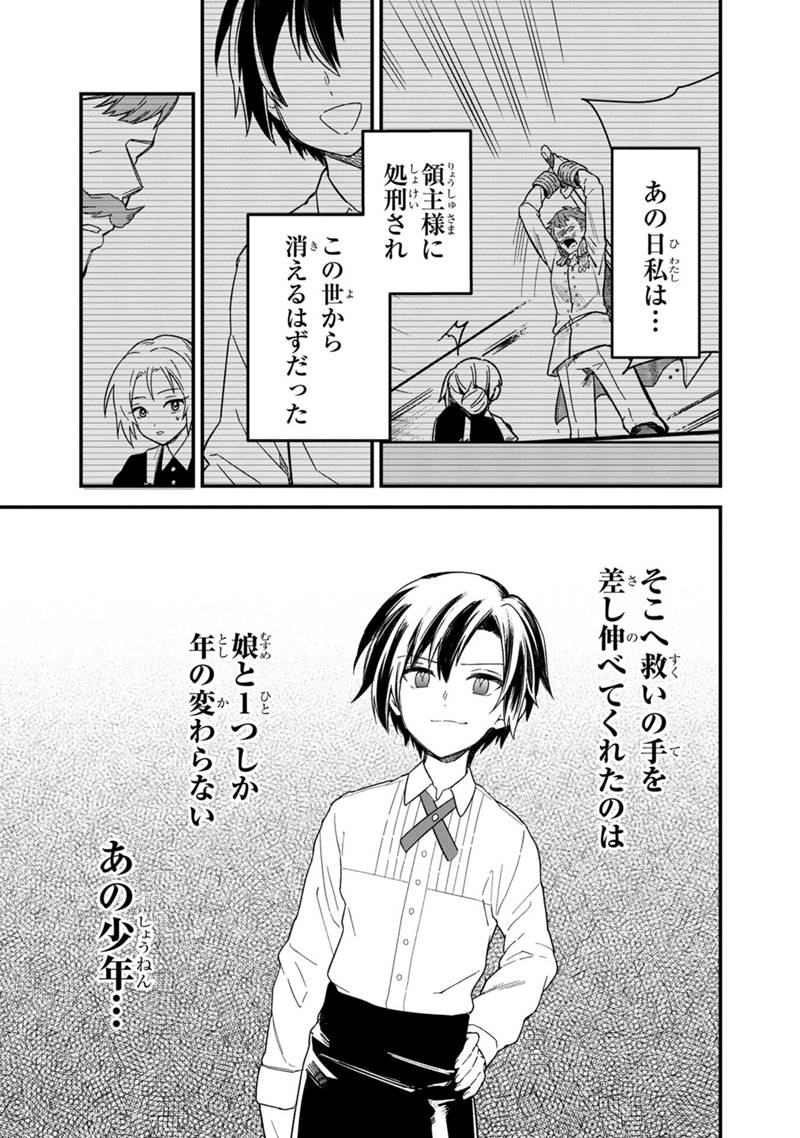 あの日私は…
領主様に
処刑され
この世から
消えるはずだった
そこへ救いの手を
差し伸べてくれたのは
娘と1つしか
年の変わらない
あの少年…